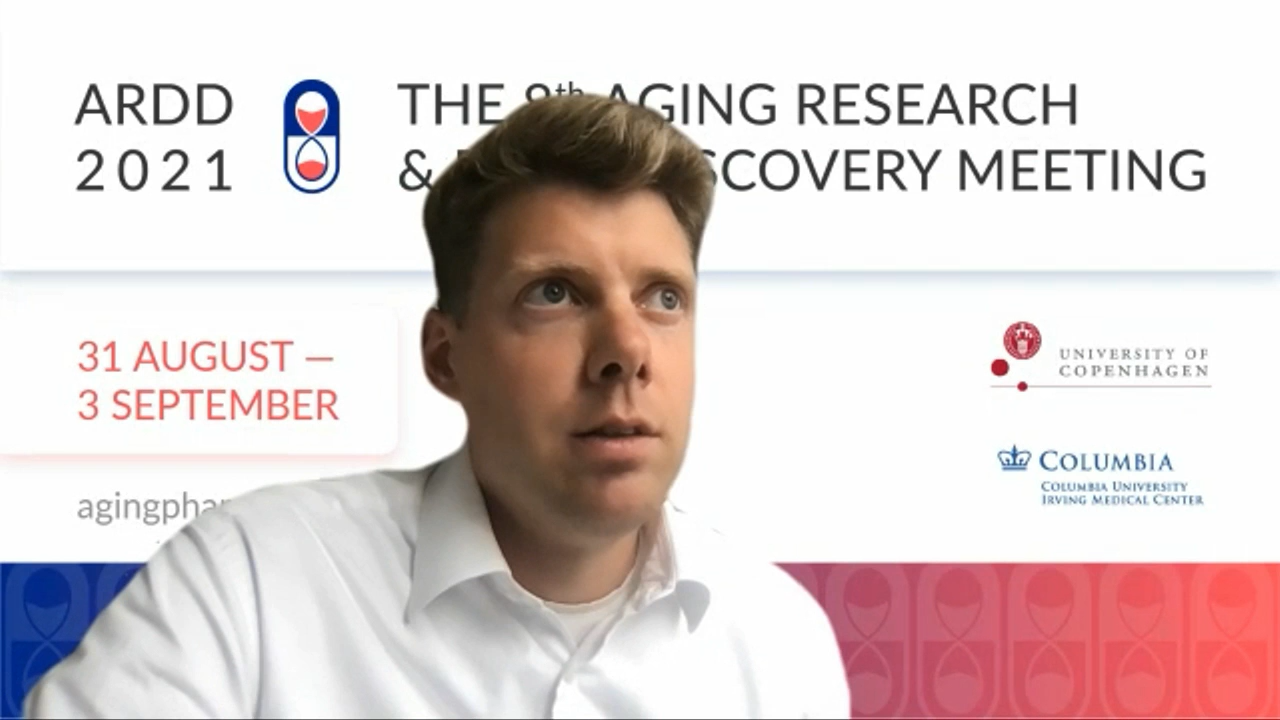 ARDD
2021
THE 8th AGING RESEARCH
& SCOVERY MEETING
31 AUGUST —
3 SEPTEMBER
agingphar
UNIVERSITY OF
COPENHAGEN
COLUMBIA
COLUMBIA UNIVERSITY
IRVING MEDICAL CENTER